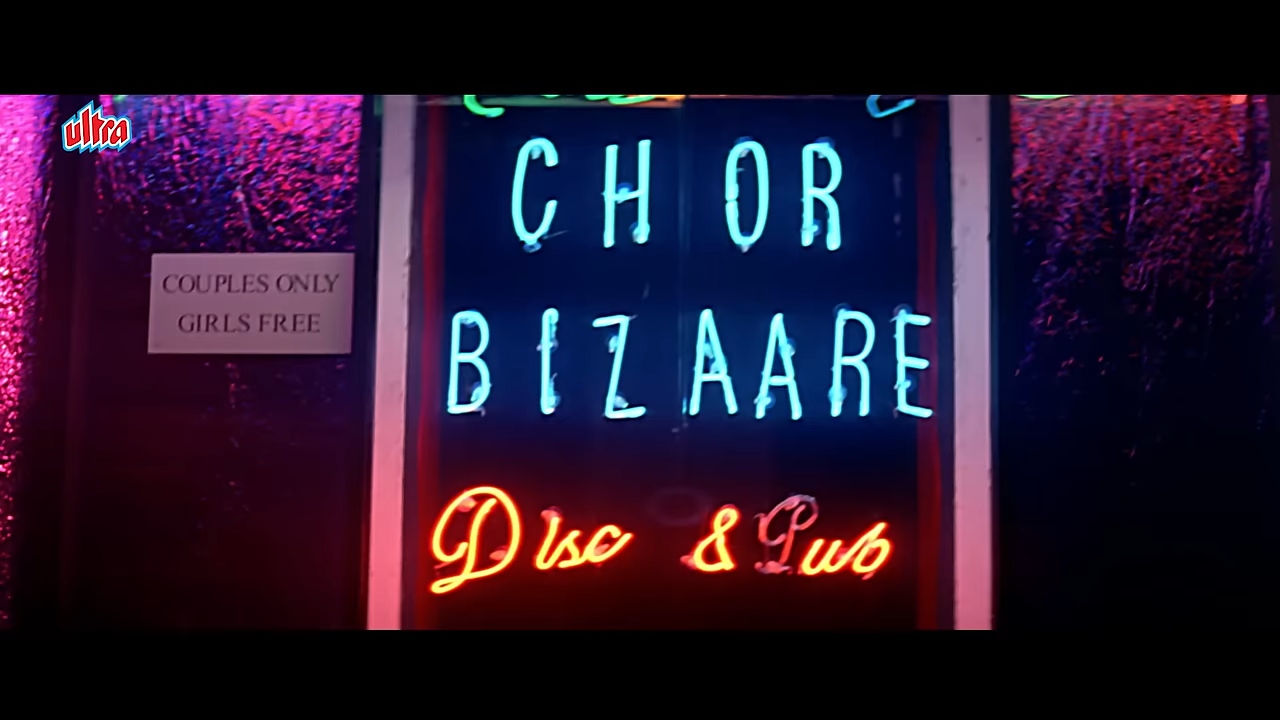 ultra
CHOR
BIZAARE
Disc & Pub
COUPLES ONLY
GIRLS FREE